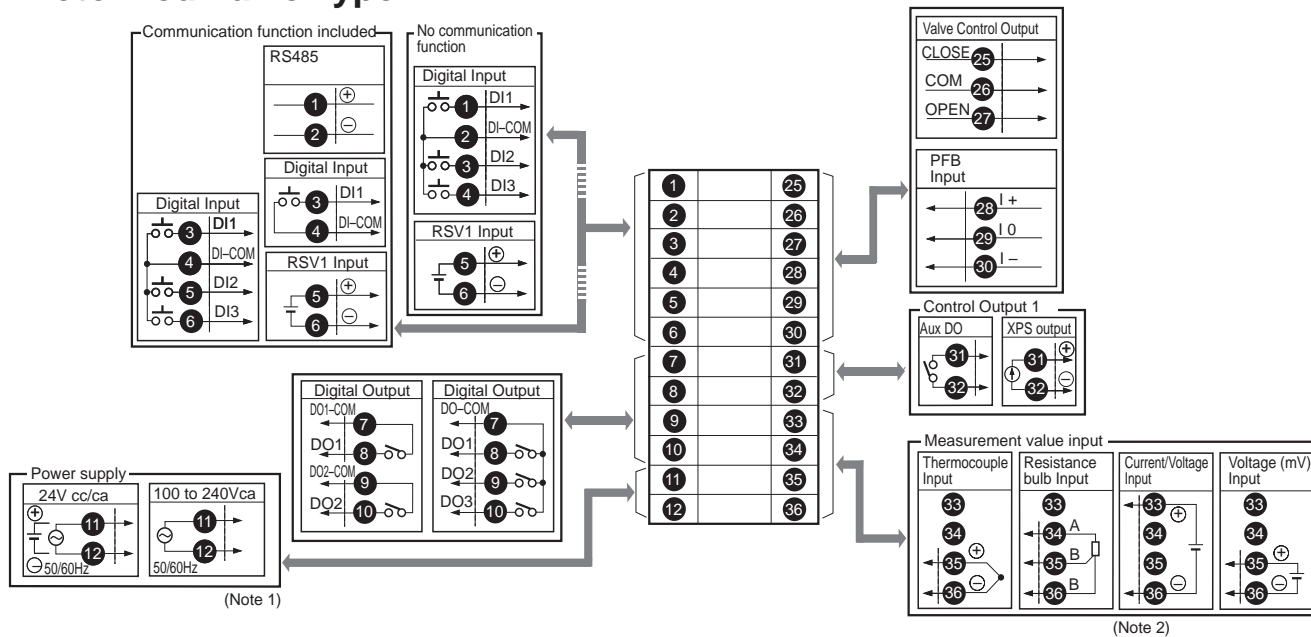 Communication function included
RS485
1
+
2
−
Digital Input
3
DI1
4
DI–COM
Digital Input
3
DI1
4
DI–COM
5
DI2
6
DI3
RSV1 Input
5
+
6
−
No communication
function
Digital Input
1
DI1
2
DI–COM
3
DI2
4
DI3
RSV1 Input
5
+
6
−
Digital Output
DO1–COM
7
DO1
8
DO2–COM
9
DO2
10
Digital Output
DO–COM
7
DO1
8
DO2
9
DO3
10
Power supply
24V cc/ca
+
11
12
−
50/60Hz
100 to 240Vca
11
12
50/60Hz
(Note 1)
1 25
2 26
3 27
4 28
5 29
6 30
7 31
8 32
9 33
10 34
11 35
12 36
Valve Control Output
CLOSE 25
COM 26
OPEN 27
PFB
Input
28 I +
29 I 0
30 I −
Control Output 1
Aux DO
31
32
XPS output
31 +
32 −
Measurement value input
Thermocouple
Input
33
34
35 +
36 −
Resistance
bulb Input
33
34 A
35 B
36 B
Current/Voltage
Input
33 +
34
35
36 −
Voltage (mV)
Input
33
34
35 +
36 −
(Note 2)